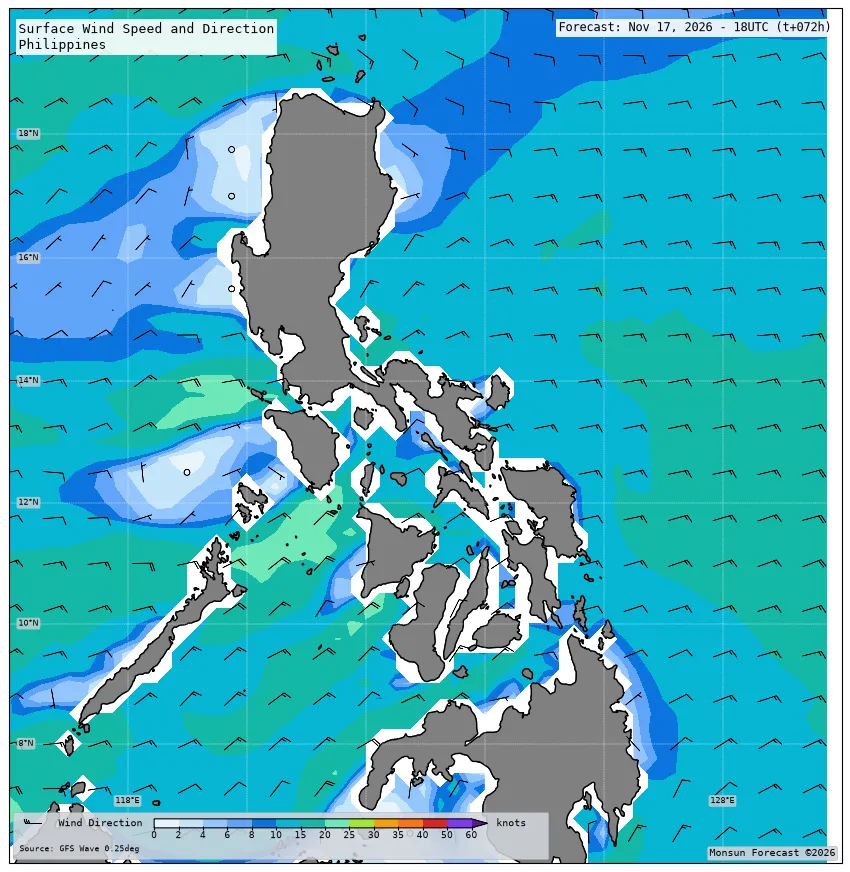 Surface Wind Speed and Direction
Philippines
Forecast: Nov 17, 2026 - 18UTC (t+072h)
18°N
16°N
14°N
12°N
10°N
8°N
118°E
128°E
Wind Direction
knots
0 2 4 6 8 10 15 20 25 30 35 40 50 60
Source: GFS Wave 0.25deg
Monsun Forecast ©2026